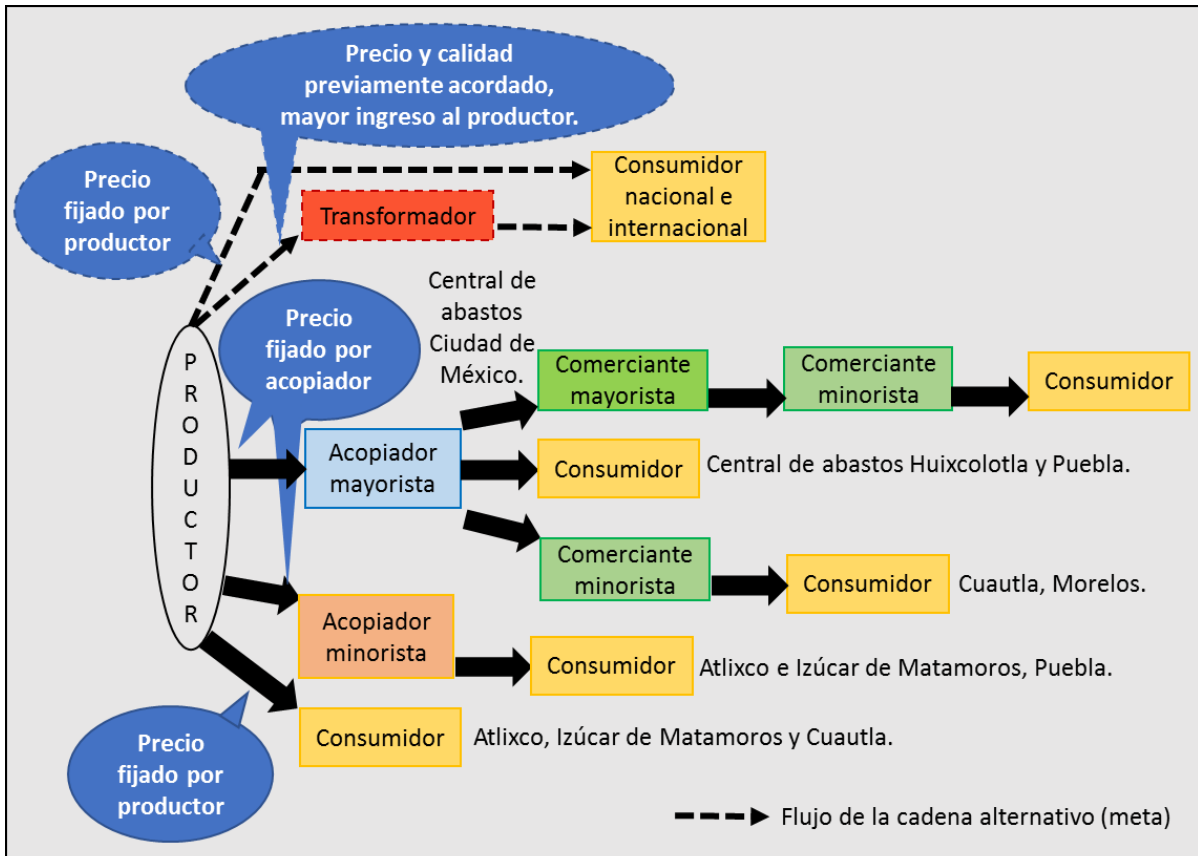 Precio y calidad
previamente acordado,
mayor ingreso al productor.
Precio
fijado por
productor
Transformador
Consumidor
nacional e
internacional
Central de
abastos
Ciudad de
México.
Precio
fijado por
acopiador
P
R
O
D
U
C
T
O
R
Comerciante
mayorista
Comerciante
minorista
Consumidor
Acopiador
mayorista
Consumidor
Central de abastos Huixcolotla y Puebla.
Comerciante
minorista
Consumidor
Cuautla, Morelos.
Acopiador
minorista
Consumidor
Atlixco e Izúcar de Matamoros, Puebla.
Consumidor
Atlixco, Izúcar de Matamoros y Cuautla.
Precio
fijado por
productor
Flujo de la cadena alternativo (meta)